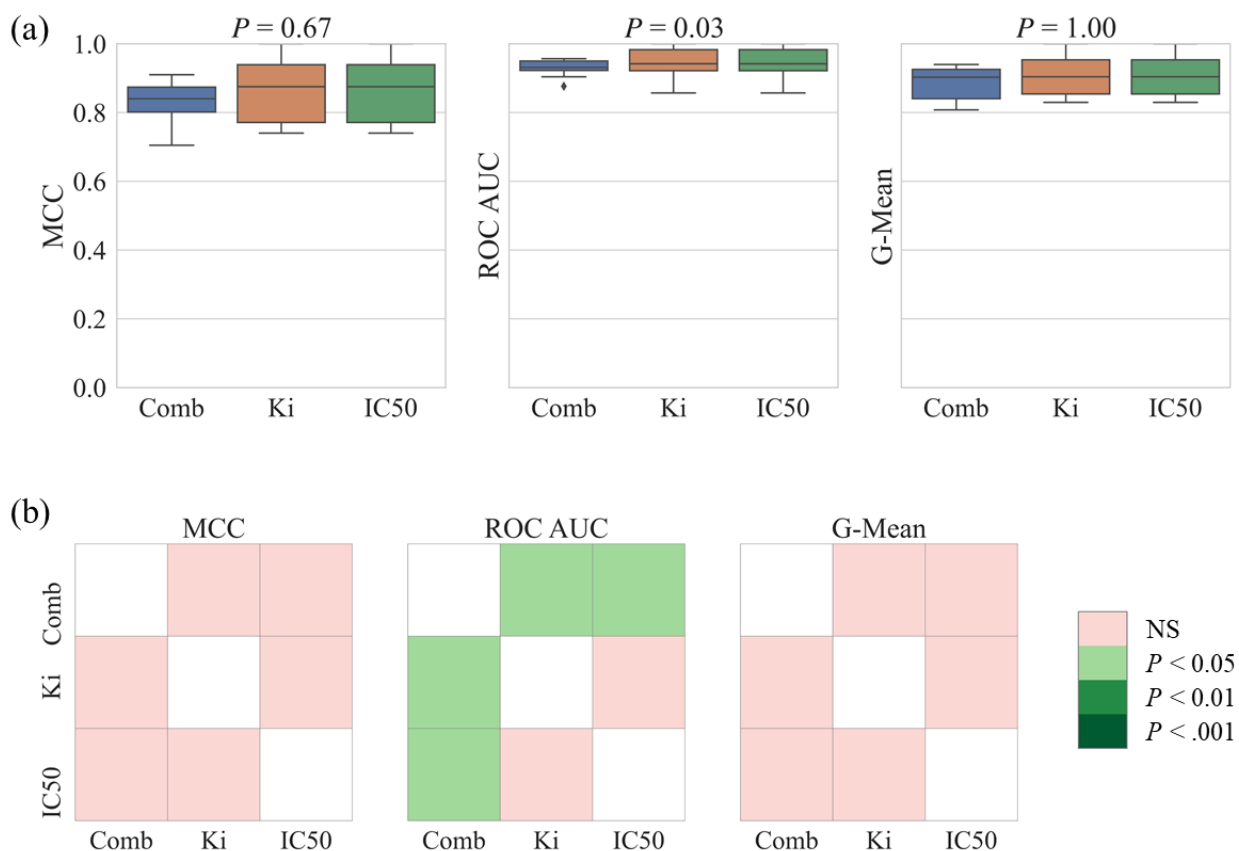 (a)
P = 0.67
P = 0.03
P = 1.00
MCC
1.0
0.8
0.6
0.4
0.2
0.0
ROC AUC
G-Mean
Comb Ki IC50
Comb Ki IC50
Comb Ki IC50
(b)
MCC
ROC AUC
G-Mean
Comb
Ki
IC50
Comb Ki IC50
Comb Ki IC50
Comb Ki IC50
NS
P < 0.05
P < 0.01
P < .001